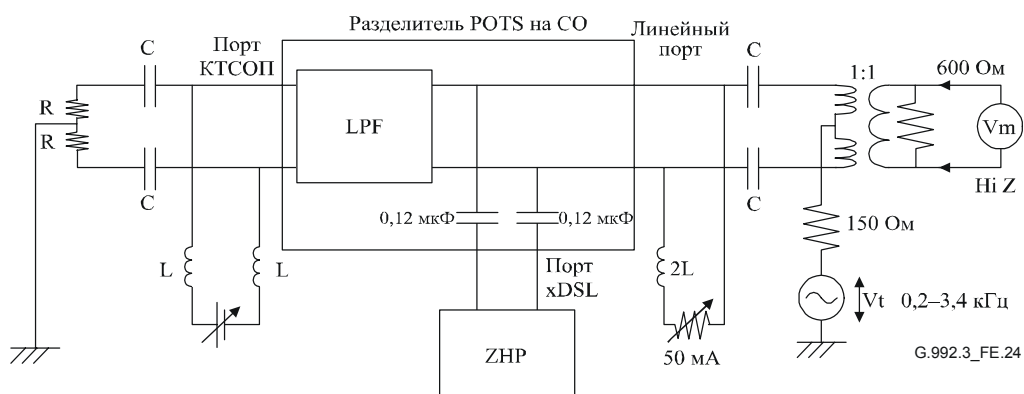 Разделитель POTS на CO
Порт
КТСОП
Линейный
порт
C
C
1:1
600 Ом
R
R
LPF
Vm
C
C
Hi Z
0,12 мкФ
0,12 мкФ
150 Ом
L
L
Порт
xDSL
2L
Vt 0,2–3,4 кГц
ZHP
50 мА
G.992.3_FE.24